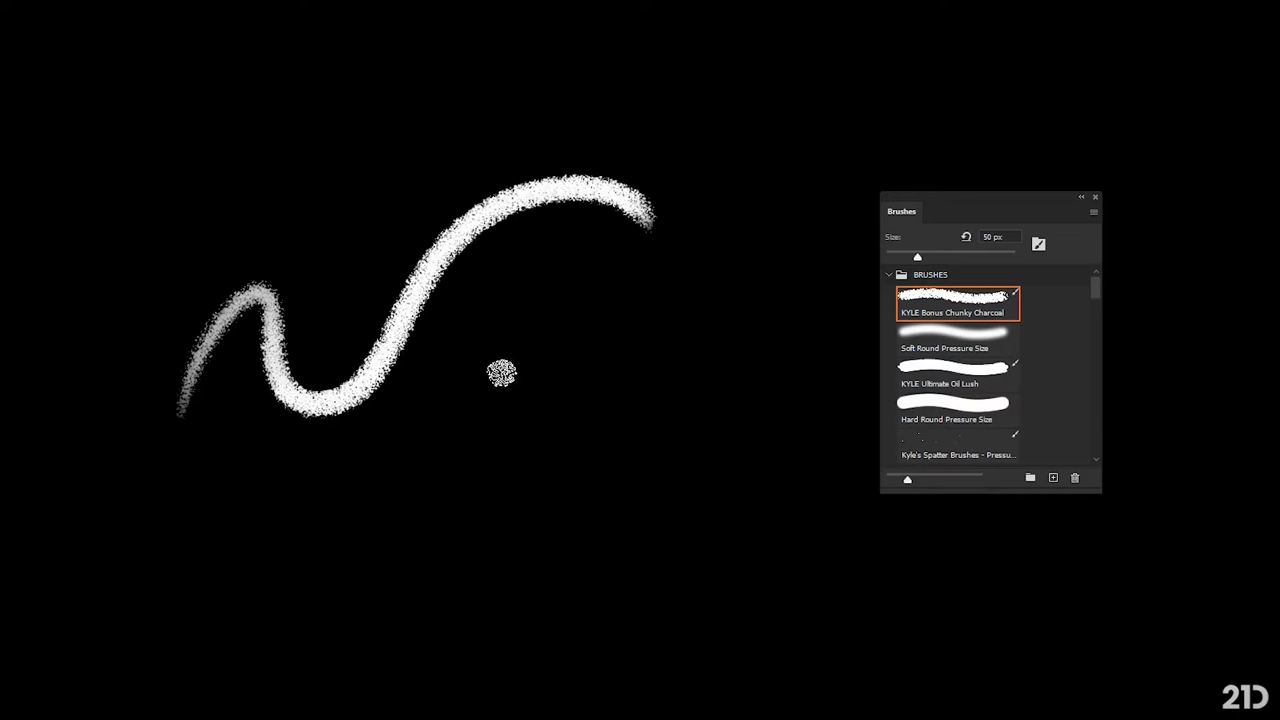 Brushes
Size:
50 px
BRUSHES
KYLE Bonus Chunky Charcoal
Soft Round Pressure Size
KYLE Ultimate Oil Lush
Hard Round Pressure Size
Kyle's Spatter Brushes - Pressu...
21D